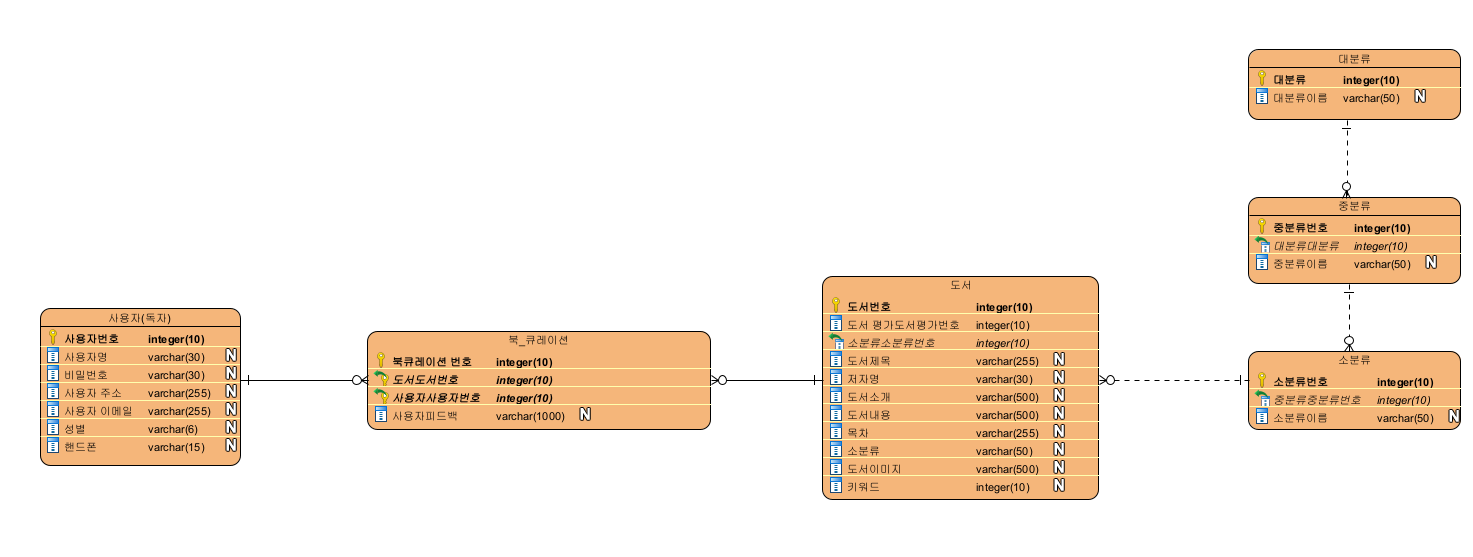 대분류
대분류 integer(10)
대분류이름 varchar(50) N
중분류
중분류번호 integer(10)
대분류대분류 integer(10)
중분류이름 varchar(50) N
소분류
소분류번호 integer(10)
중분류중분류번호 integer(10)
소분류이름 varchar(50) N
도서
도서번호 integer(10)
도서 평가도서평가번호 integer(10)
소분류소분류번호 integer(10)
도서제목 varchar(255) N
저자명 varchar(30) N
도서소개 varchar(500) N
도서내용 varchar(500) N
목차 varchar(255) N
소분류 varchar(50) N
도서이미지 varchar(500) N
키워드 integer(10) N
사용자(독자)
사용자번호 integer(10)
사용자명 varchar(30) N
비밀번호 varchar(30) N
사용자 주소 varchar(255) N
사용자 이메일 varchar(255) N
성별 varchar(6) N
핸드폰 varchar(15) N
북_큐레이션
북큐레이션 번호 integer(10)
도서도서번호 integer(10)
사용자사용자번호 integer(10)
사용자피드백 varchar(1000) N